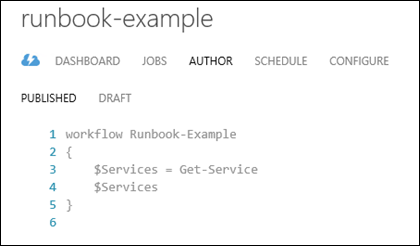 runbook-example
DASHBOARD JOBS AUTHOR SCHEDULE CONFIGURE
PUBLISHED DRAFT
1 workflow Runbook-Example
2 {
3     $Services = Get-Service
4     $Services
5 }
6